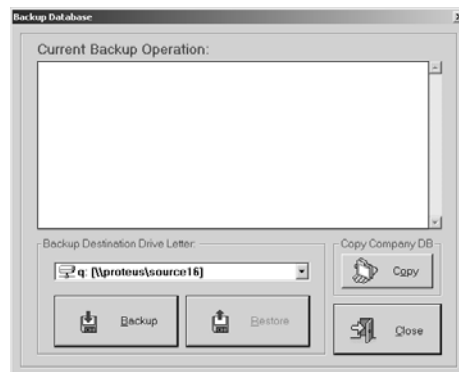 Backup Database
Current Backup Operation:
Backup Destination Drive Letter:
Copy Company DB
q: [\\proteus\source16]
Copy
Backup
Restore
Close